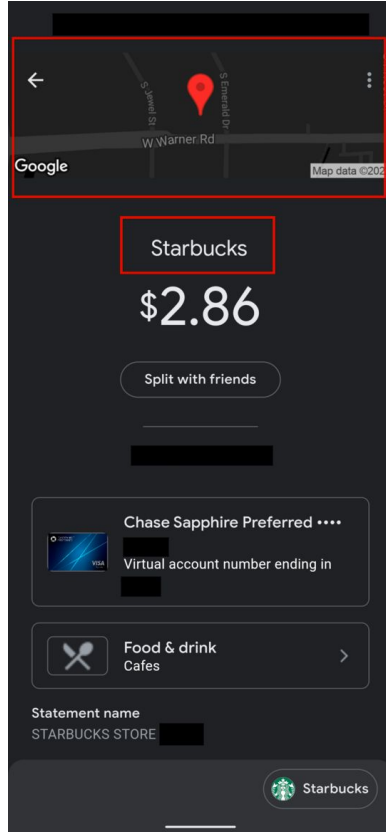 S Jewel St
S Emerald Dr
W Warner Rd
Google
Map data ©202
Starbucks
$2.86
Split with friends
Chase Sapphire Preferred ••••
VISA
Virtual account number ending in
Food & drink
Cafes
Statement name
STARBUCKS STORE
Starbucks